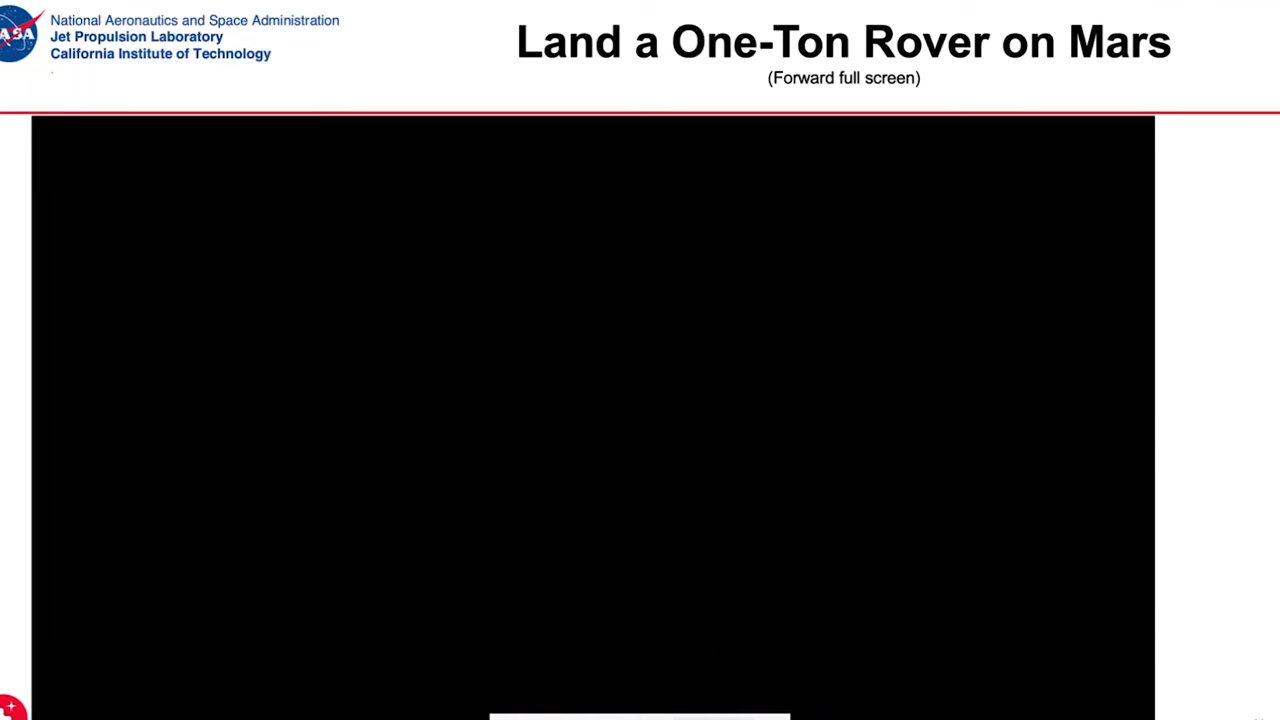 National Aeronautics and Space Administration
Jet Propulsion Laboratory
California Institute of Technology
Land a One-Ton Rover on Mars
(Forward full screen)